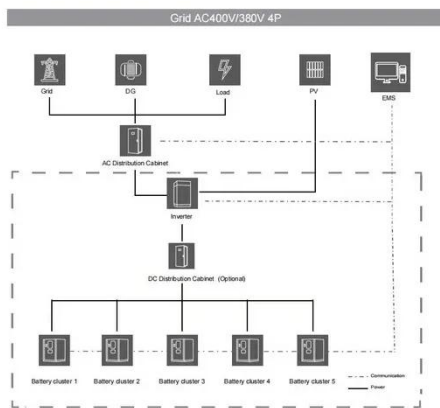 Grid AC400V/380V 4P
Grid
DG
Load
PV
EMS
AC Distribution Cabinet
Inverter
DC Distribution Cabinet (Optional)
Battery cluster 1
Battery cluster 2
Battery cluster 3
Battery cluster 4
Battery cluster 5
Communication
Power